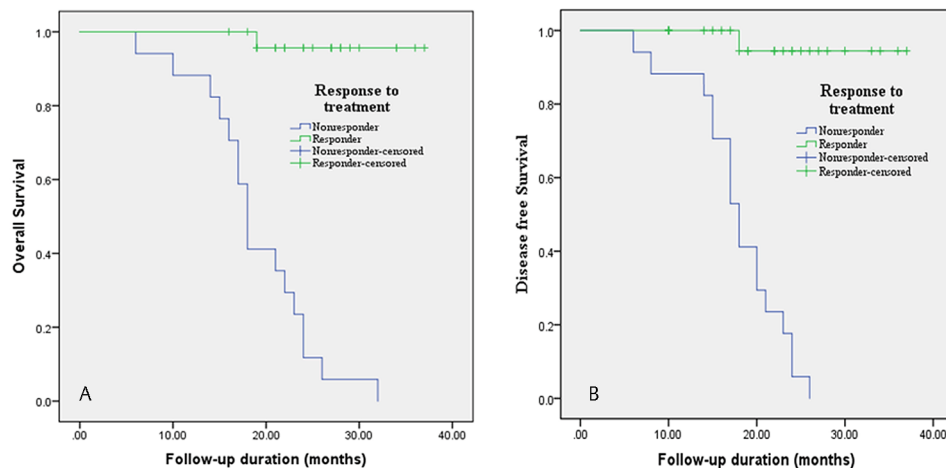 1.0
0.8
0.6
0.4
0.2
0.0
Overall Survival
Response to
treatment
Nonresponder
Responder
Nonresponder-censored
Responder-censored
A
.00
10.00
20.00
30.00
40.00
Follow-up duration (months)
1.0
0.8
0.6
0.4
0.2
0.0
Disease free Survival
Response to
treatment
Nonresponder
Responder
Nonresponder-censored
Responder-censored
B
.00
10.00
20.00
30.00
40.00
Follow-up duration (months)